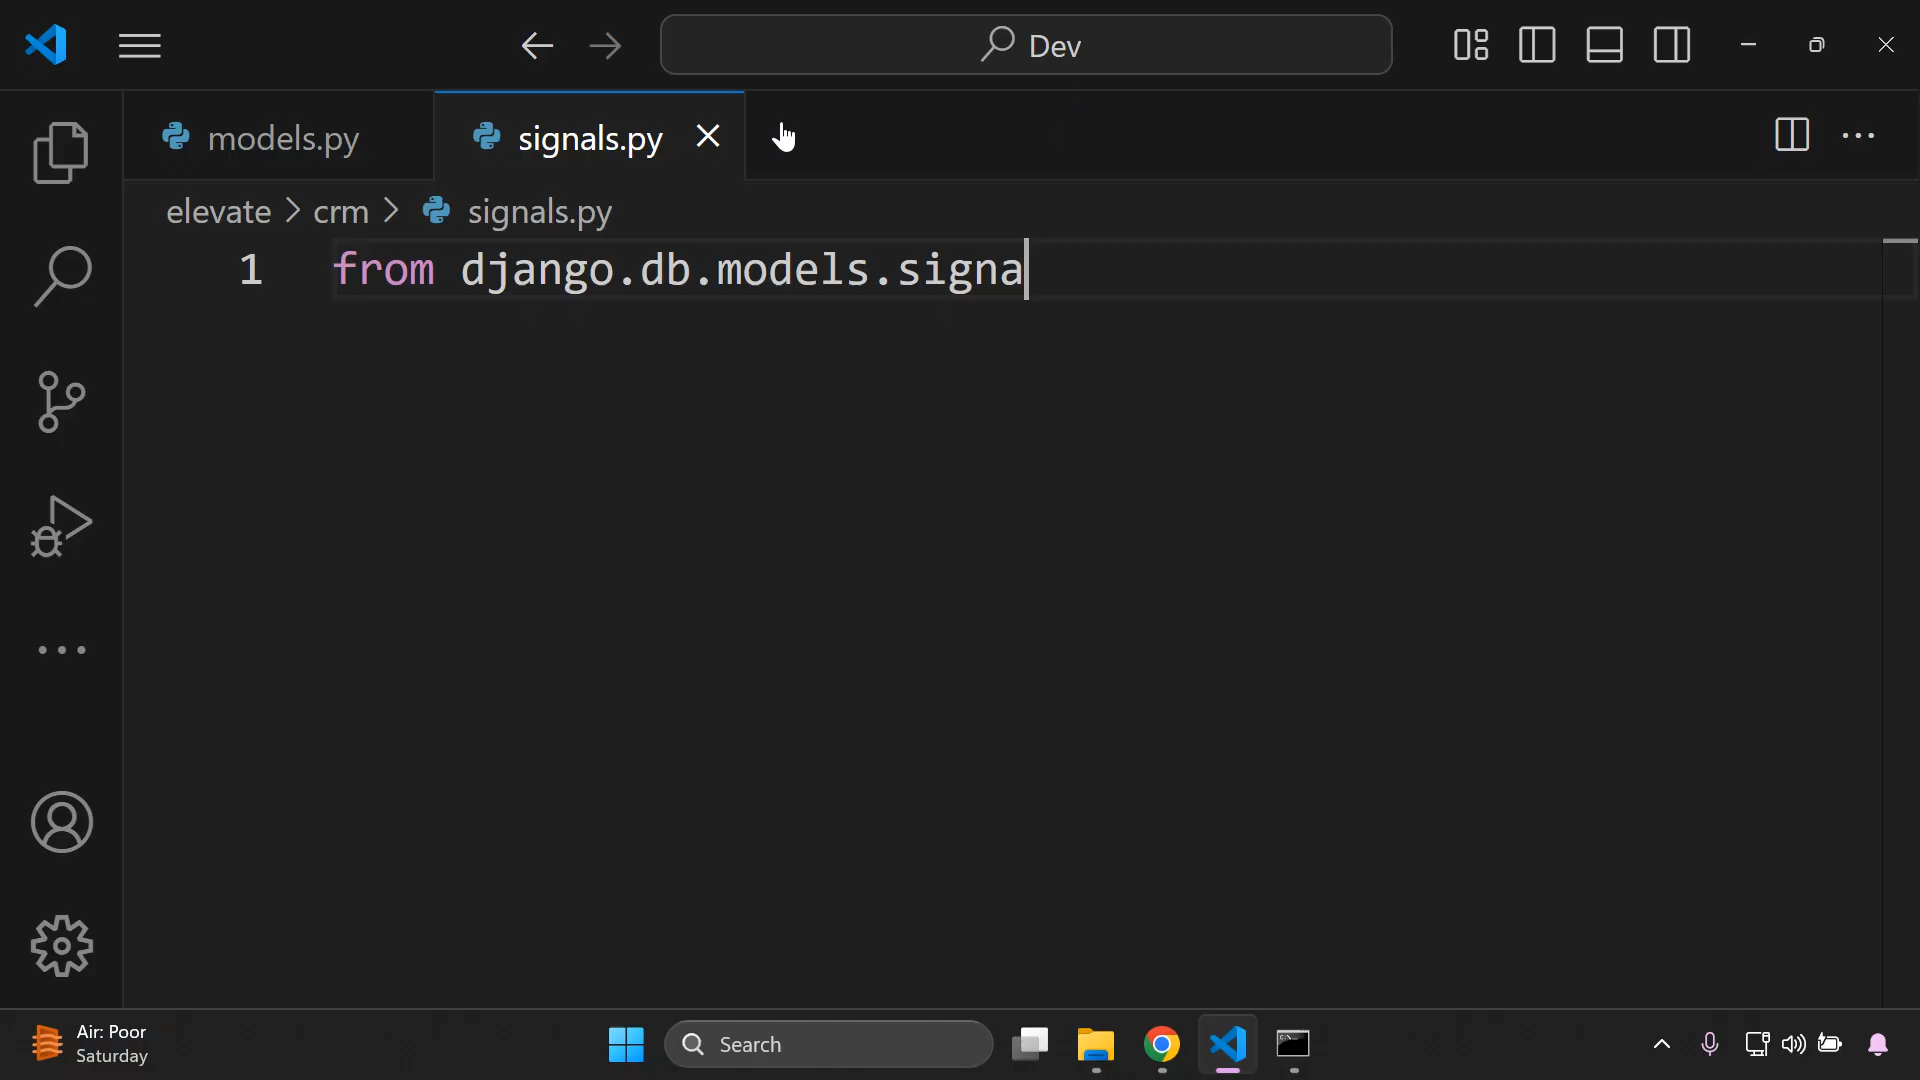 Dev
models.py
signals.py
elevate > crm > signals.py
1 from django.db.models.signa
Air: Poor
Saturday
Search